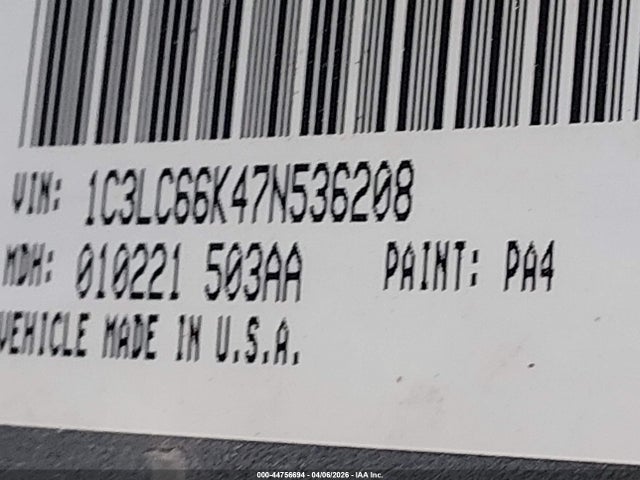 VIN: 1C3LC66K47N536208
MDH: 010221 503AA PAINT: PA4
VEHICLE MADE IN U.S.A.
000-44756694 - 04/06/2026 - IAA Inc.